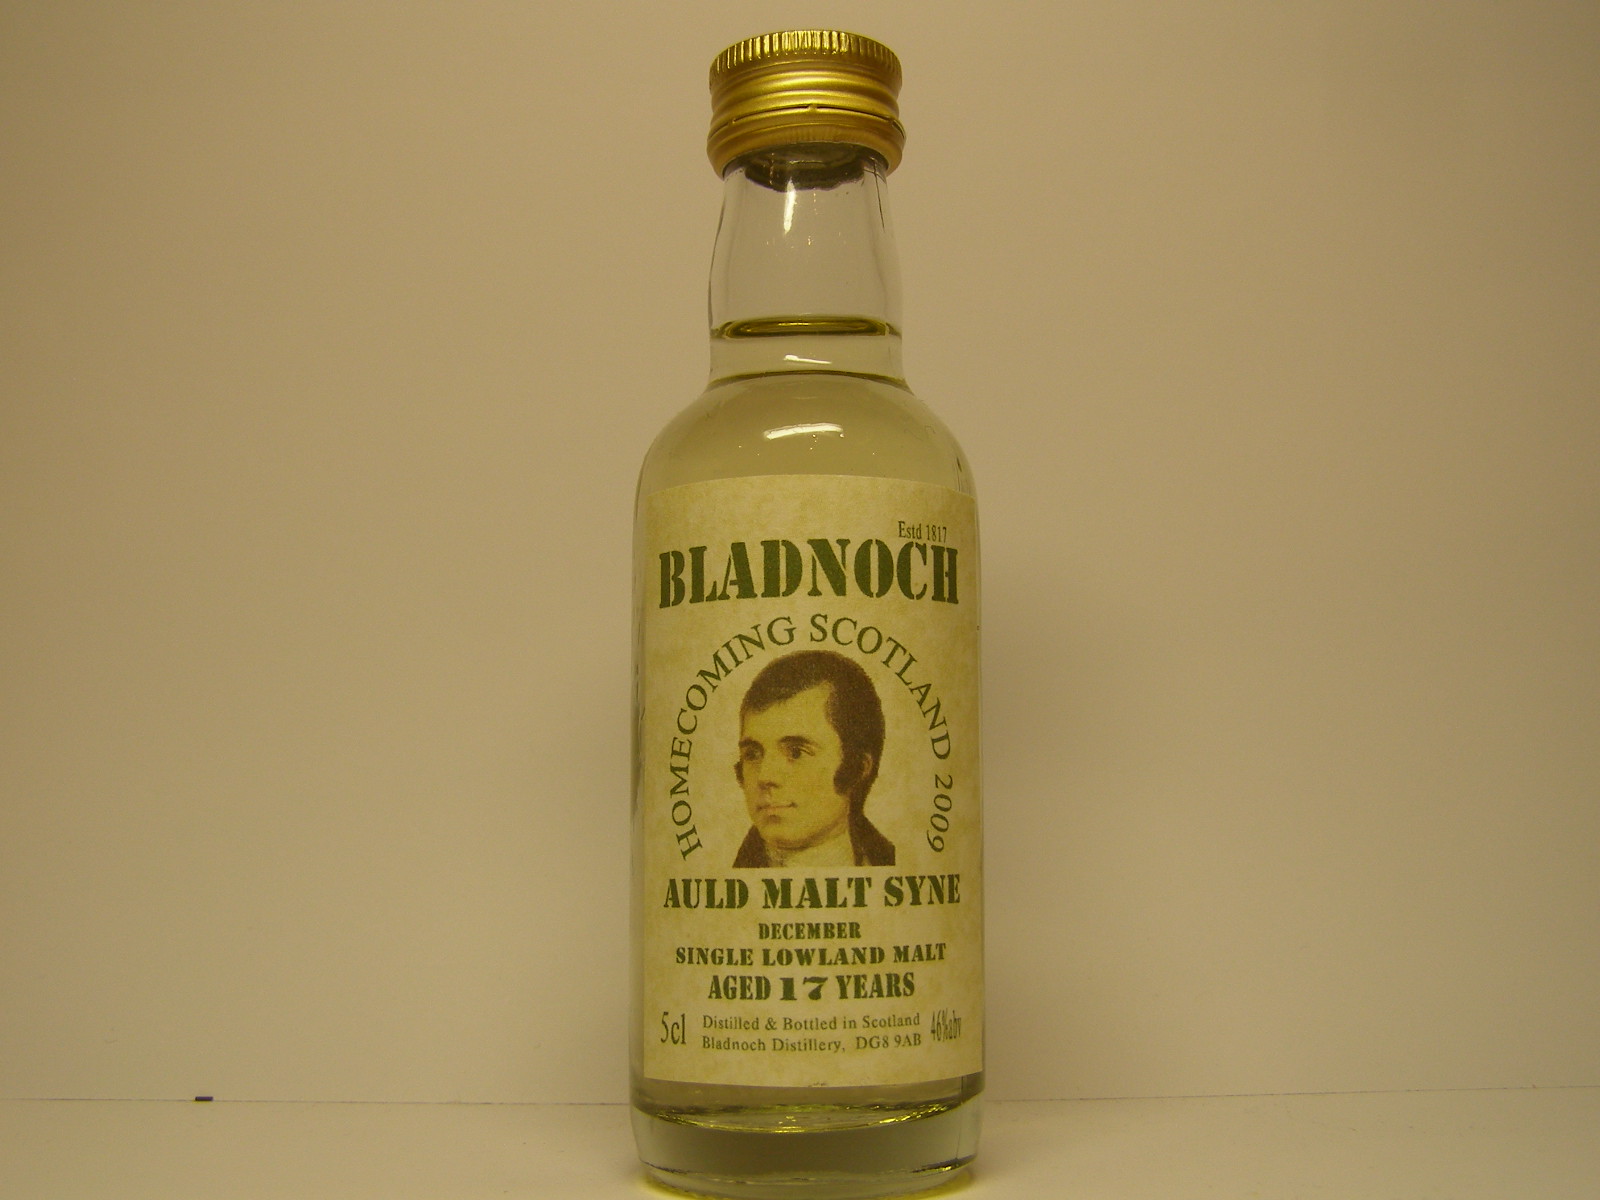 Estd 1817
BLADNOCH
HOMECOMING SCOTLAND 2009
AULD MALT SYNE
DECEMBER
SINGLE LOWLAND MALT
AGED 17 YEARS
5cl Distilled & Bottled in Scotland 46%abv
Bladnoch Distillery, DG8 9AB